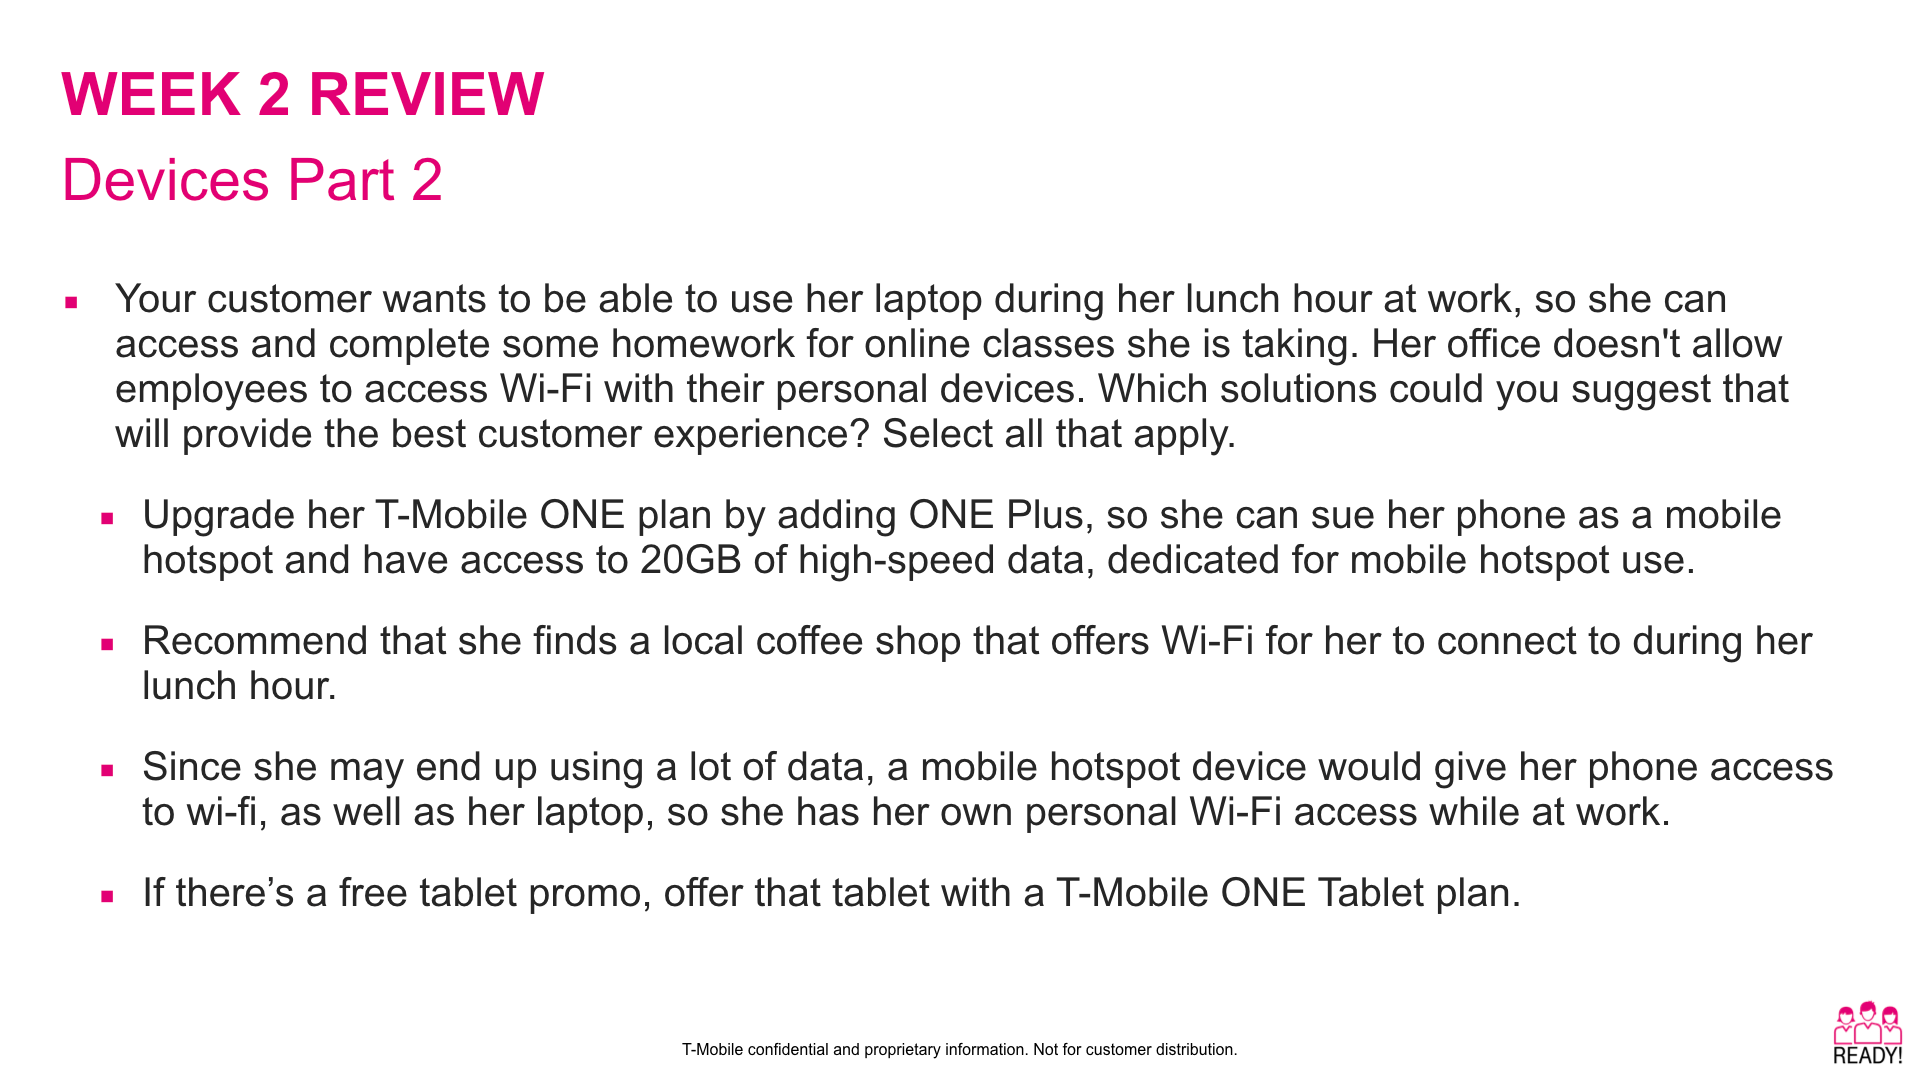 WEEK 2 REVIEW
Devices Part 2
Your customer wants to be able to use her laptop during her lunch hour at work, so she can
access and complete some homework for online classes she is taking. Her office doesn't allow
employees to access Wi-Fi with their personal devices. Which solutions could you suggest that
will provide the best customer experience? Select all that apply.
Upgrade her T-Mobile ONE plan by adding ONE Plus, so she can sue her phone as a mobile
hotspot and have access to 20GB of high-speed data, dedicated for mobile hotspot use.
Recommend that she finds a local coffee shop that offers Wi-Fi for her to connect to during her
lunch hour.
Since she may end up using a lot of data, a mobile hotspot device would give her phone access
to wi-fi, as well as her laptop, so she has her own personal Wi-Fi access while at work.
If there’s a free tablet promo, offer that tablet with a T-Mobile ONE Tablet plan.
T-Mobile confidential and proprietary information. Not for customer distribution.
READY!